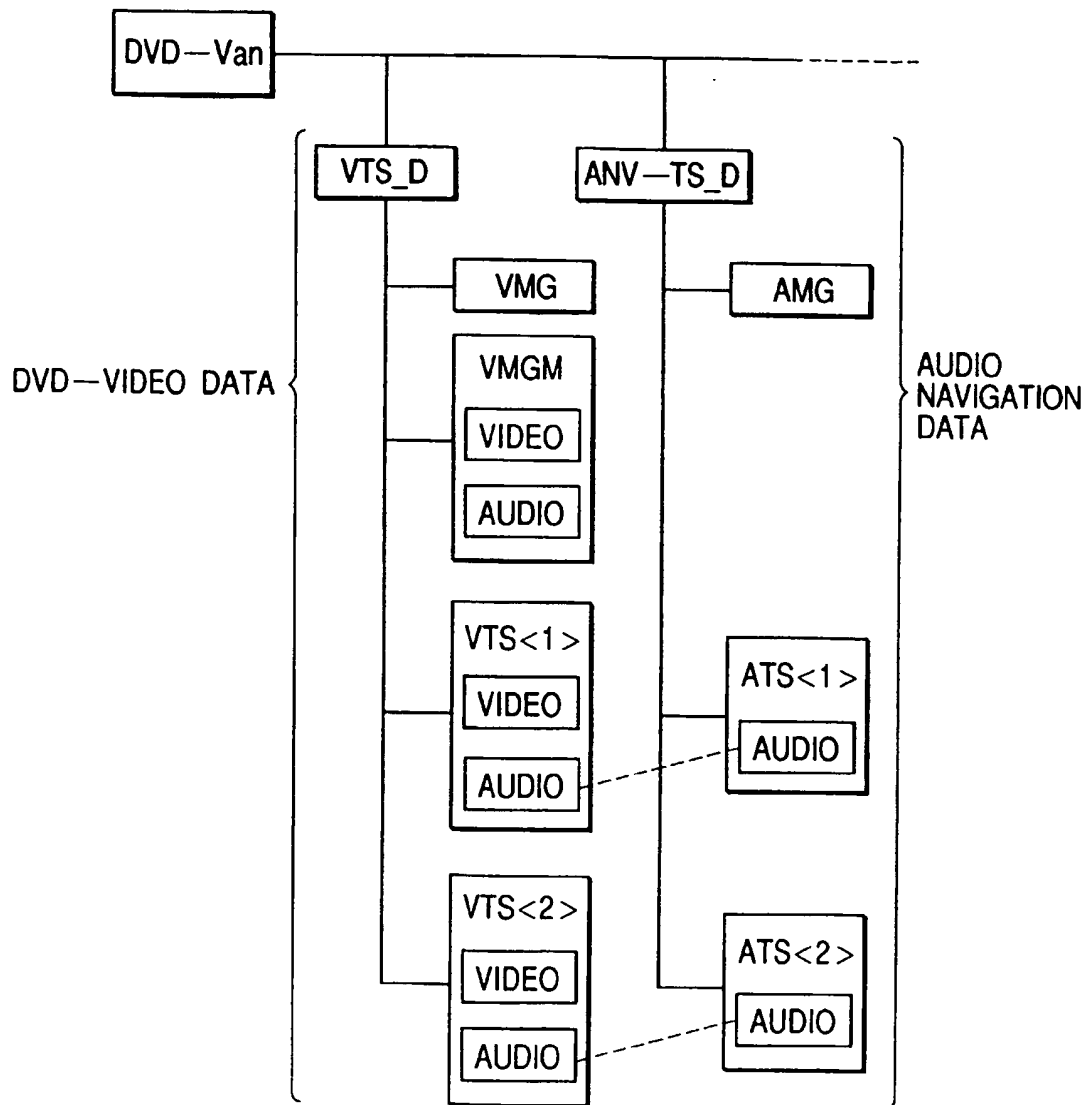 DVD—Van
VTS_D
ANV—TS_D
VMG
AMG
VMGM
VIDEO
AUDIO
DVD—VIDEO DATA
AUDIO
NAVIGATION
DATA
VTS<1>
VIDEO
AUDIO
ATS<1>
AUDIO
VTS<2>
VIDEO
AUDIO
ATS<2>
AUDIO